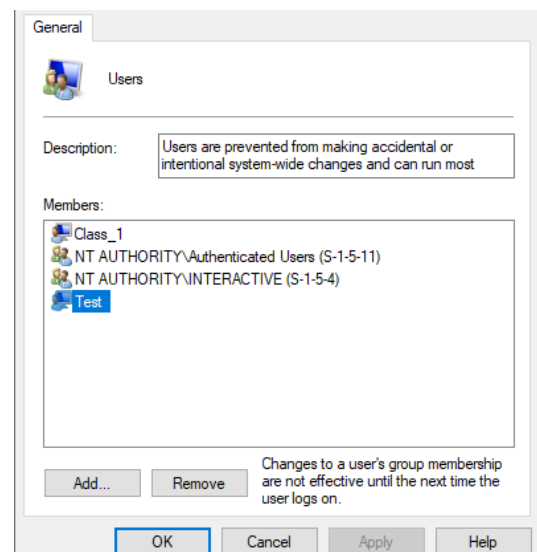 General
Users
Description:
Users are prevented from making accidental or
intentional system-wide changes and can run most
Members:
Class_1
NT AUTHORITY\Authenticated Users (S-1-5-11)
NT AUTHORITY\INTERACTIVE (S-1-5-4)
Test
Add...
Remove
Changes to a user's group membership
are not effective until the next time the
user logs on.
OK
Cancel
Apply
Help